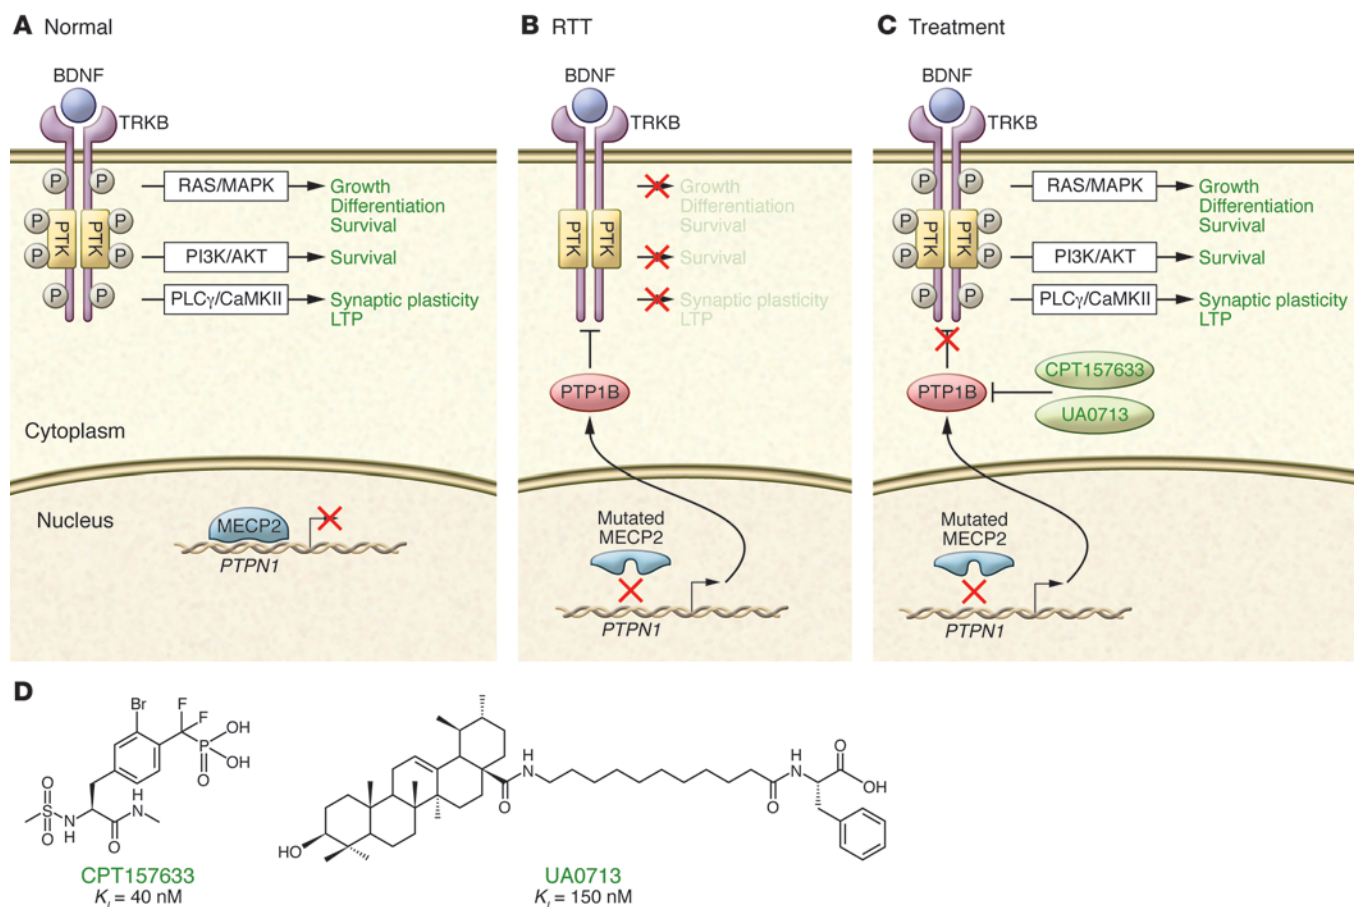 A Normal
BDNF
TRKB
P P
RAS/MAPK
Growth
Differentiation
Survival
P P
PTK PTK
P P
PI3K/AKT
Survival
P P
PLCγ/CaMKII
Synaptic plasticity
LTP
Cytoplasm
Nucleus
MECP2
PTPN1
B RTT
BDNF
TRKB
Growth
Differentiation
Survival
PTK PTK
Survival
Synaptic plasticity
LTP
PTP1B
Mutated
MECP2
PTPN1
C Treatment
BDNF
TRKB
P P
RAS/MAPK
Growth
Differentiation
Survival
P P
PTK PTK
P P
PI3K/AKT
Survival
P P
PLCγ/CaMKII
Synaptic plasticity
LTP
CPT157633
PTP1B
UA0713
Mutated
MECP2
PTPN1
D
Br
F
F
OH
P
OH
O
O
S
O
N
H
O
H
N
CPT157633
Ki = 40 nM
HO
H
N
O
O
H
N
O
OH
UA0713
Ki = 150 nM